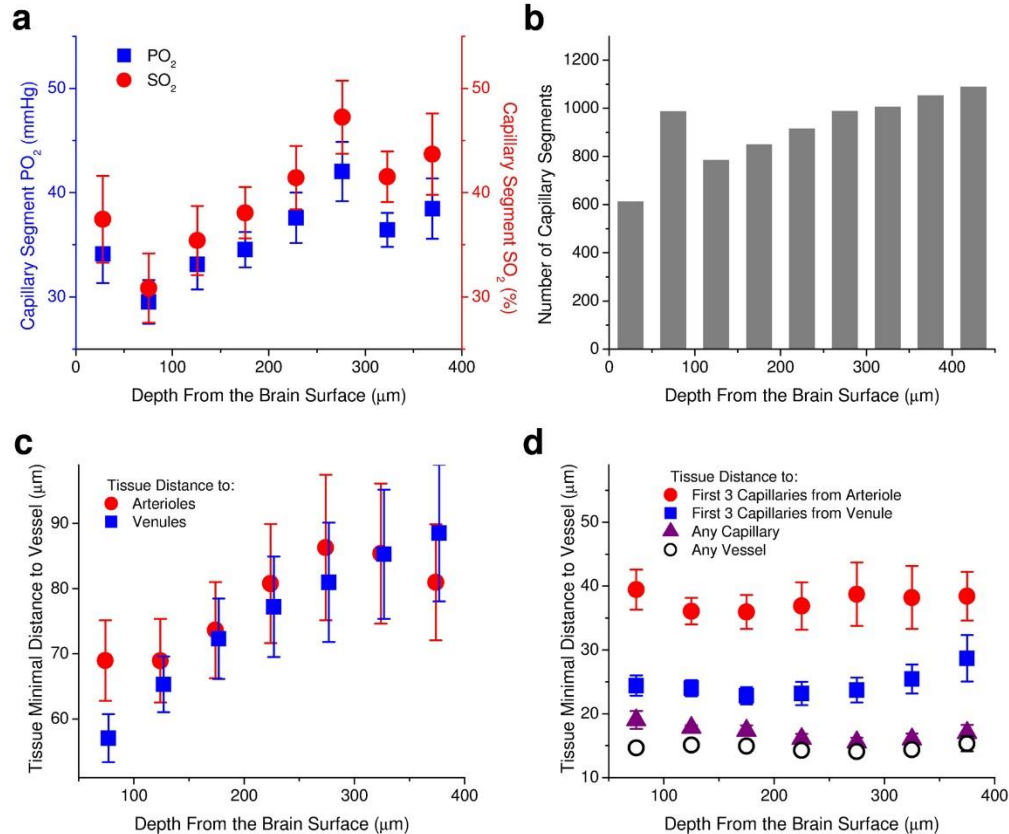 a
PO₂
SO₂
Capillary Segment PO₂ (mmHg)
50
40
30
50
40
30
Capillary Segment SO₂ (%)
0 100 200 300 400
Depth From the Brain Surface (μm)
b
Number of Capillary Segments
1200
1000
800
600
400
200
0
0 100 200 300 400
Depth From the Brain Surface (μm)
c
Tissue Distance to:
Arterioles
Venules
Tissue Minimal Distance to Vessel (μm)
90
80
70
60
100 200 300 400
Depth From the Brain Surface (μm)
d
Tissue Distance to:
First 3 Capillaries from Arteriole
First 3 Capillaries from Venule
Any Capillary
Any Vessel
Tissue Minimal Distance to Vessel (μm)
50
40
30
20
10
100 200 300 400
Depth From the Brain Surface (μm)